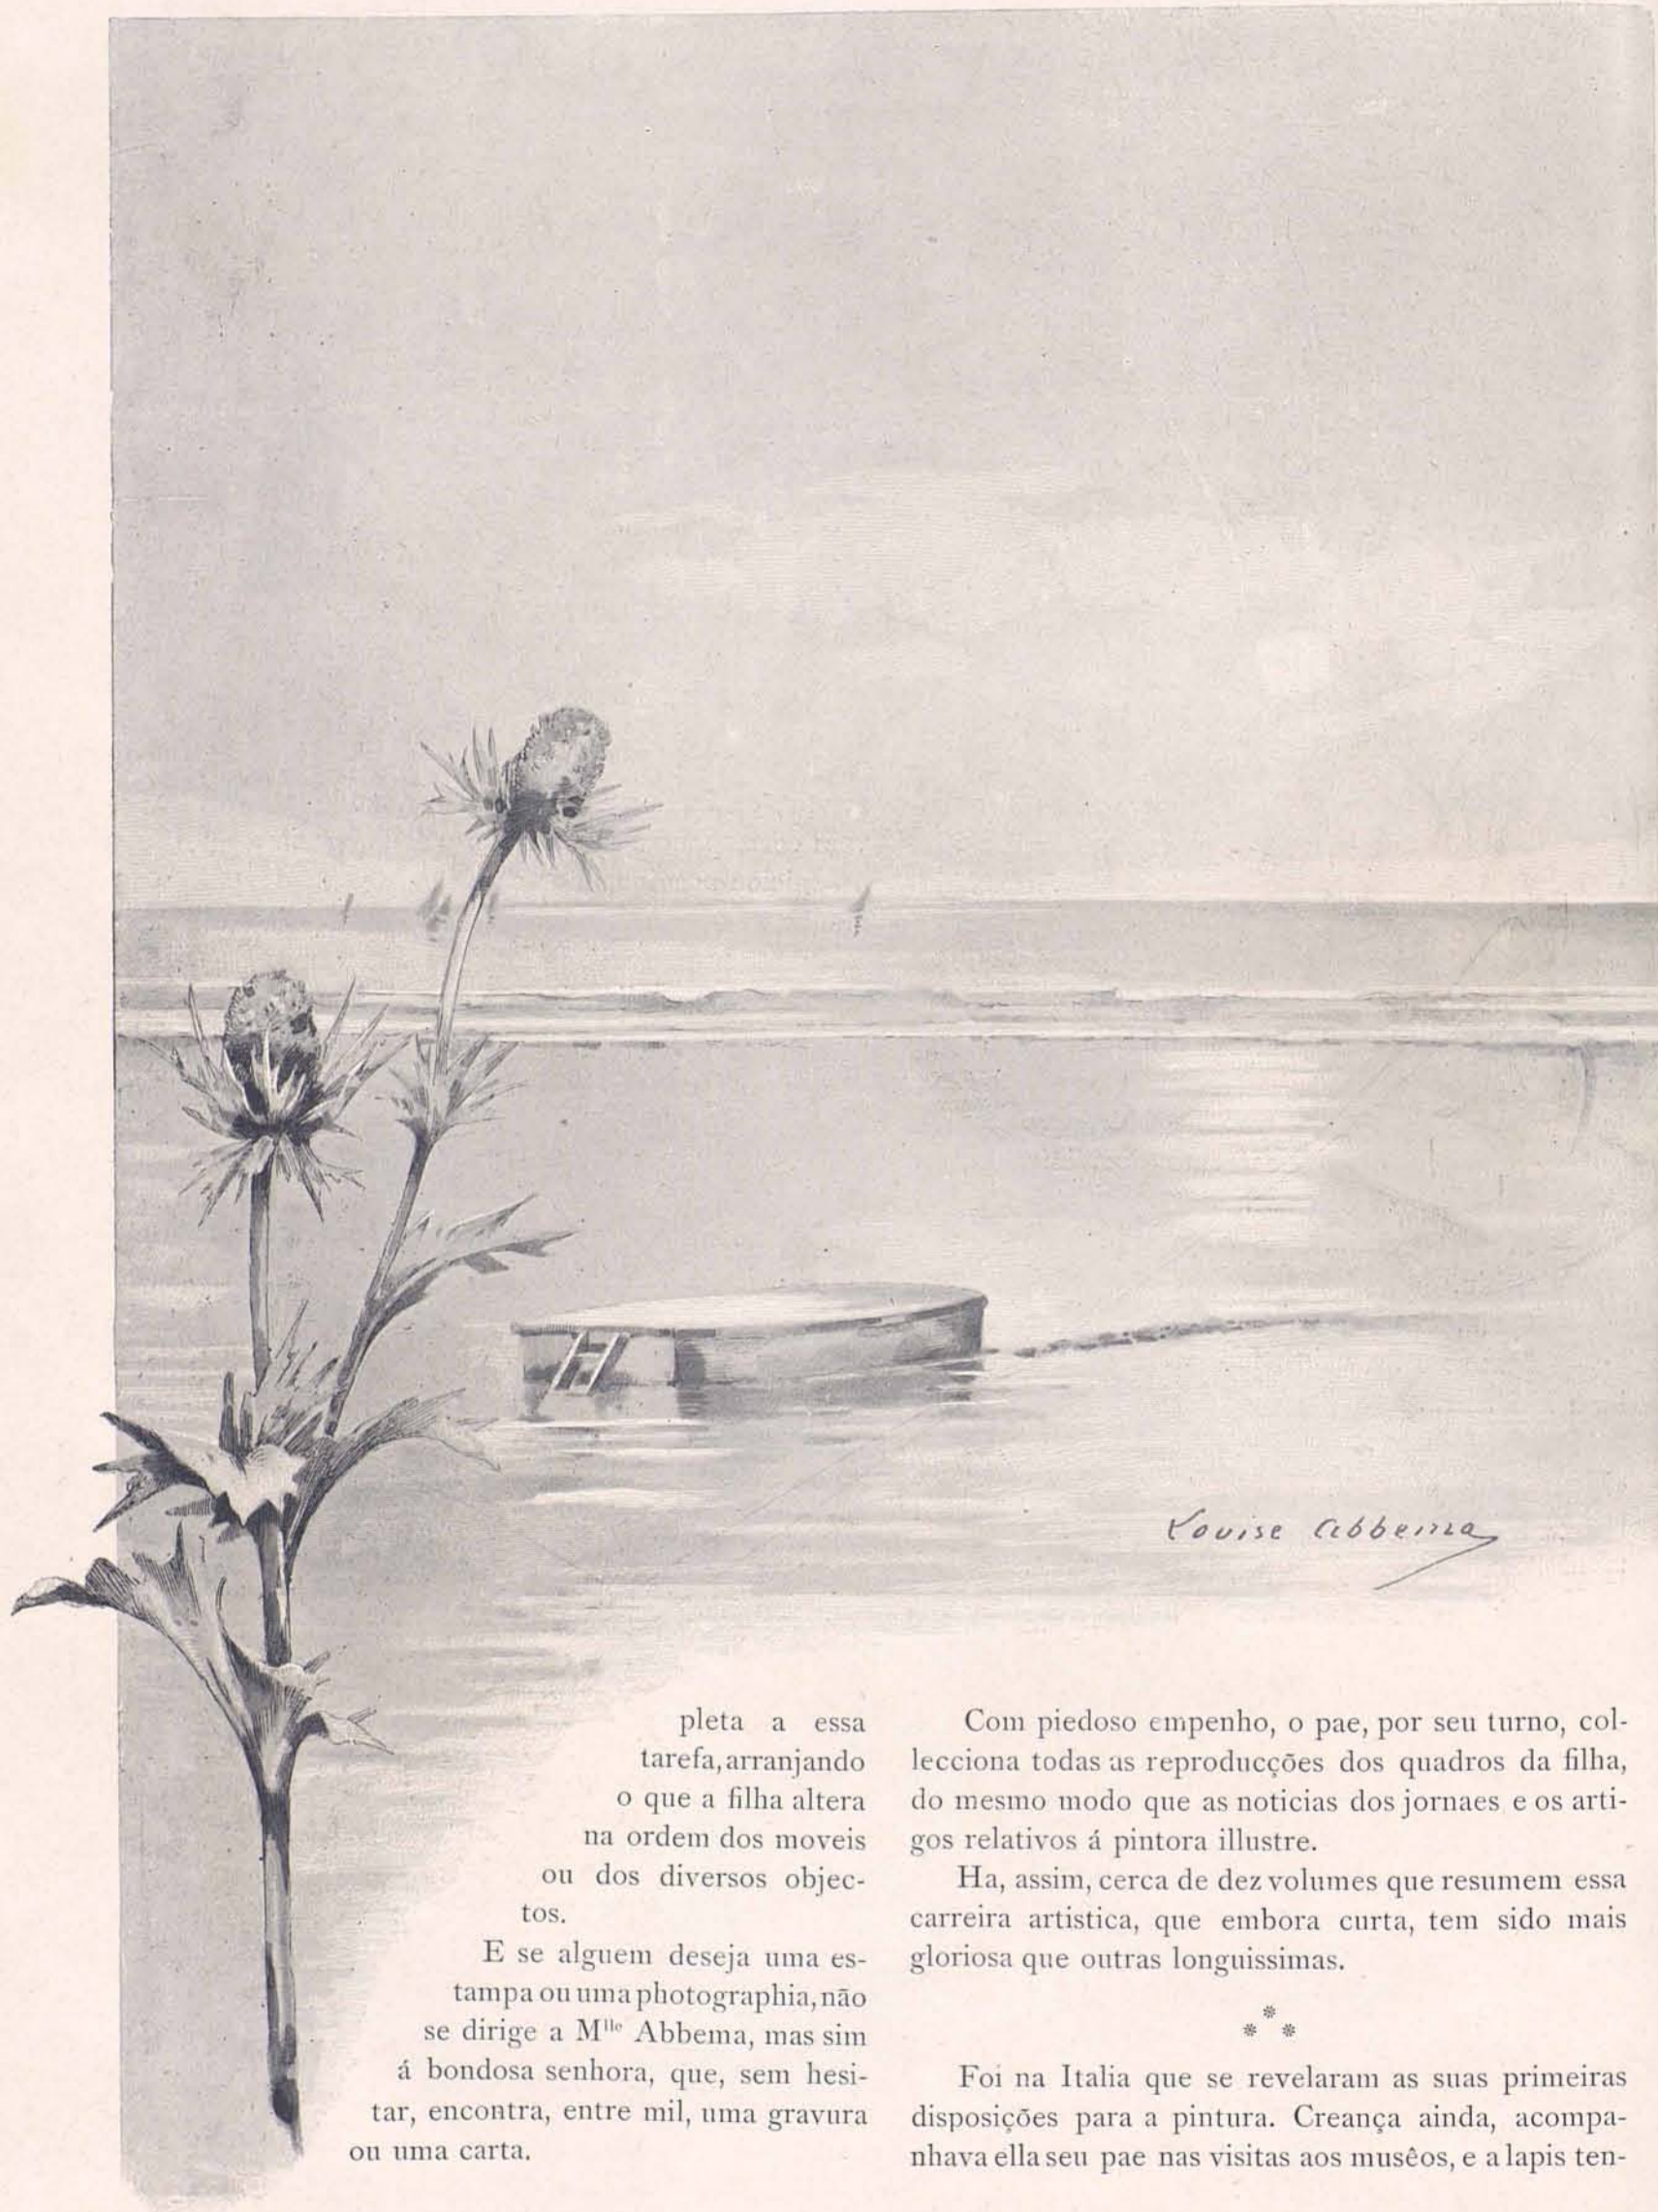 Louise Abbema
pleta a essa
tarefa, arranjando
o que a filha altera
na ordem dos moveis
ou dos diversos objec-
tos.
E se alguem deseja uma es-
tampa ou uma photographia, não
se dirige a Mlle Abbema, mas sim
á bondosa senhora, que, sem hesi-
tar, encontra, entre mil, uma gravura
ou uma carta.
Com piedoso empenho, o pae, por seu turno, col-
lecciona todas as reproducções dos quadros da filha,
do mesmo modo que as noticias dos jornaes e os arti-
gos relativos á pintora illustre.
Ha, assim, cerca de dez volumes que resumem essa
carreira artistica, que embora curta, tem sido mais
gloriosa que outras longuissimas.
Foi na Italia que se revelaram as suas primeiras
disposições para a pintura. Creança ainda, acompa-
nhava ella seu pae nas visitas aos musêos, e a lapis ten-